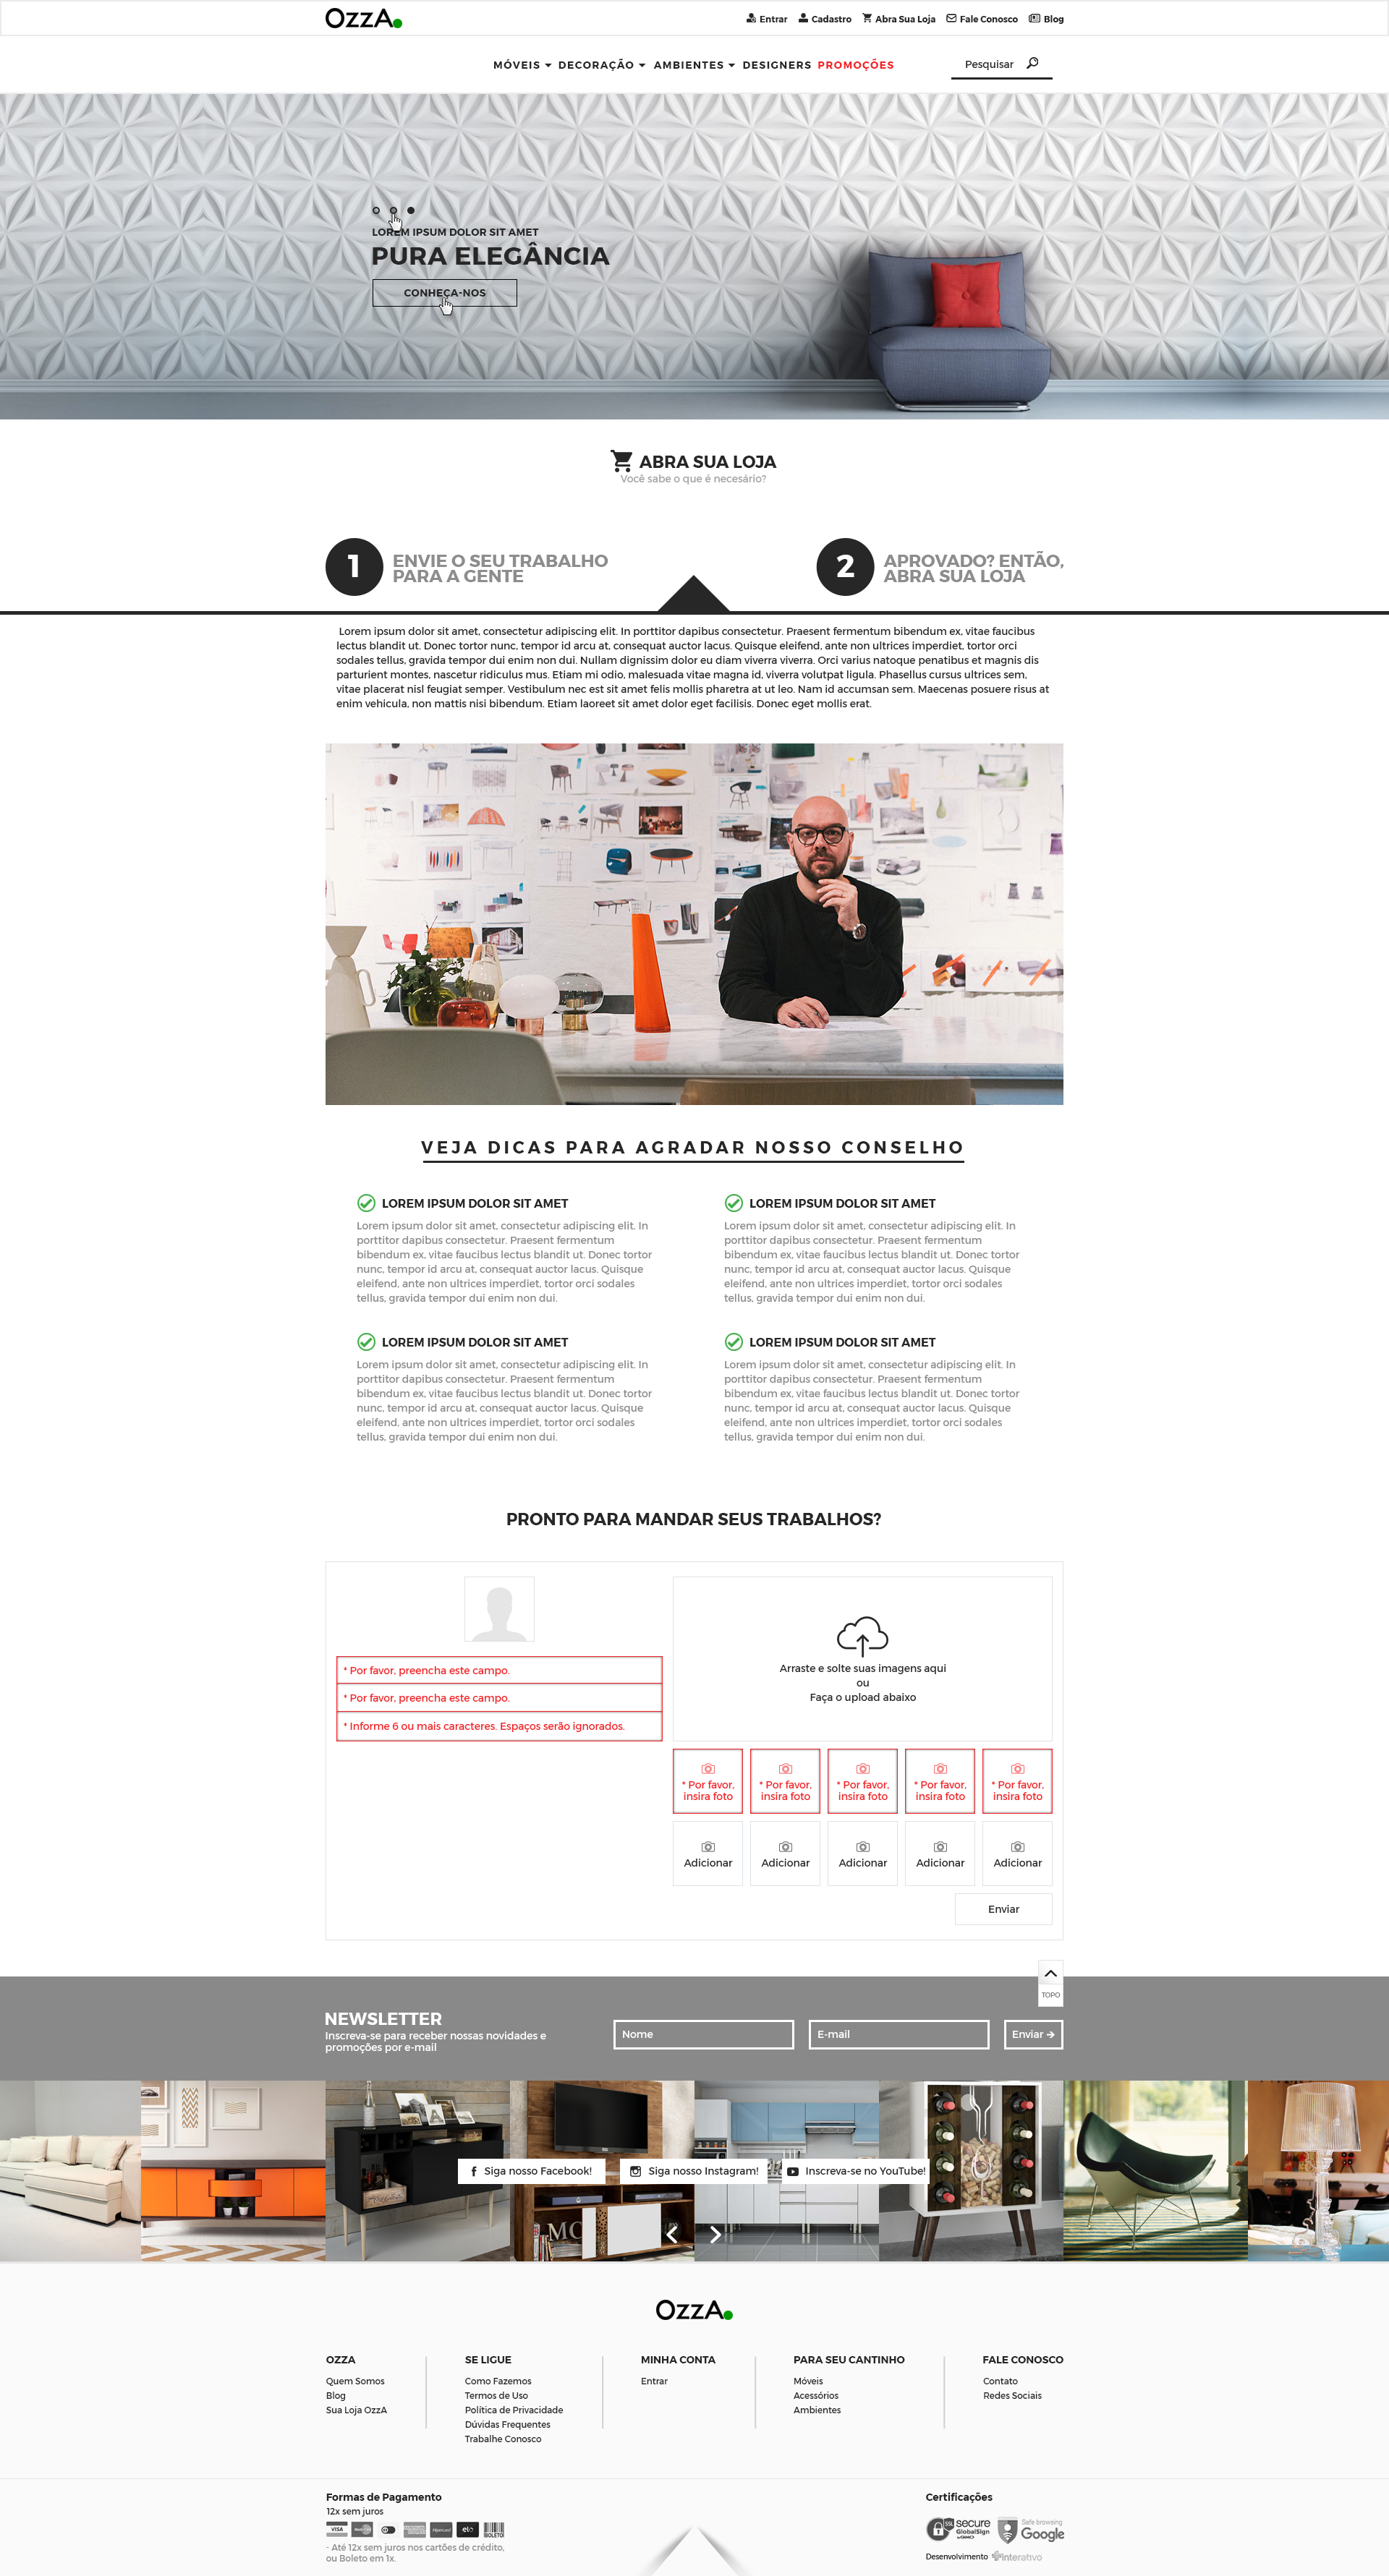 OzzA.
Entrar Cadastro Abra Sua Loja Fale Conosco Blog
MÓVEIS DECORAÇÃO AMBIENTES DESIGNERS PROMOÇÕES Pesquisar
LOREM IPSUM DOLOR SIT AMET
PURA ELEGÂNCIA
CONHEÇA-NOS
ABRA SUA LOJA
Você sabe o que é necesário?
1 ENVIE O SEU TRABALHO
PARA A GENTE
2 APROVADO? ENTÃO,
ABRA SUA LOJA
Lorem ipsum dolor sit amet, consectetur adipiscing elit. In porttitor dapibus consectetur. Praesent fermentum bibendum ex, vitae faucibus
lectus blandit ut. Donec tortor nunc, tempor id arcu at, consequat auctor lacus. Quisque eleifend, ante non ultrices imperdiet, tortor orci
sodales tellus, gravida tempor dui enim non dui. Nullam dignissim dolor eu diam viverra viverra. Orci varius natoque penatibus et magnis dis
parturient montes, nascetur ridiculus mus. Etiam mi odio, malesuada vitae magna id, viverra volutpat ligula. Phasellus cursus ultrices sem,
vitae placerat nisl feugiat semper. Vestibulum nec est sit amet felis mollis pharetra at ut leo. Nam id accumsan sem. Maecenas posuere risus at
enim vehicula, non mattis nisi bibendum. Etiam laoreet sit amet dolor eget facilisis. Donec eget mollis erat.
VEJA DICAS PARA AGRADAR NOSSO CONSELHO
LOREM IPSUM DOLOR SIT AMET
Lorem ipsum dolor sit amet, consectetur adipiscing elit. In
porttitor dapibus consectetur. Praesent fermentum
bibendum ex, vitae faucibus lectus blandit ut. Donec tortor
nunc, tempor id arcu at, consequat auctor lacus. Quisque
eleifend, ante non ultrices imperdiet, tortor orci sodales
tellus, gravida tempor dui enim non dui.
LOREM IPSUM DOLOR SIT AMET
Lorem ipsum dolor sit amet, consectetur adipiscing elit. In
porttitor dapibus consectetur. Praesent fermentum
bibendum ex, vitae faucibus lectus blandit ut. Donec tortor
nunc, tempor id arcu at, consequat auctor lacus. Quisque
eleifend, ante non ultrices imperdiet, tortor orci sodales
tellus, gravida tempor dui enim non dui.
LOREM IPSUM DOLOR SIT AMET
Lorem ipsum dolor sit amet, consectetur adipiscing elit. In
porttitor dapibus consectetur. Praesent fermentum
bibendum ex, vitae faucibus lectus blandit ut. Donec tortor
nunc, tempor id arcu at, consequat auctor lacus. Quisque
eleifend, ante non ultrices imperdiet, tortor orci sodales
tellus, gravida tempor dui enim non dui.
LOREM IPSUM DOLOR SIT AMET
Lorem ipsum dolor sit amet, consectetur adipiscing elit. In
porttitor dapibus consectetur. Praesent fermentum
bibendum ex, vitae faucibus lectus blandit ut. Donec tortor
nunc, tempor id arcu at, consequat auctor lacus. Quisque
eleifend, ante non ultrices imperdiet, tortor orci sodales
tellus, gravida tempor dui enim non dui.
PRONTO PARA MANDAR SEUS TRABALHOS?
* Por favor, preencha este campo.
* Por favor, preencha este campo.
* Informe 6 ou mais caracteres. Espaços serão ignorados.
Arraste e solte suas imagens aqui
ou
Faça o upload abaixo
* Por favor, * Por favor, * Por favor, * Por favor, * Por favor,
insira foto insira foto insira foto insira foto insira foto
Adicionar Adicionar Adicionar Adicionar Adicionar
Enviar
TOPO
NEWSLETTER
Inscreva-se para receber nossas novidades e
promoções por e-mail
Nome E-mail Enviar →
Siga nosso Facebook! Siga nosso Instagram! Inscreva-se no YouTube!
OzzA.
OZZA
Quem Somos
Blog
Sua Loja OzzA
SE LIGUE
Como Fazemos
Termos de Uso
Política de Privacidade
Dúvidas Frequentes
Trabalhe Conosco
MINHA CONTA
Entrar
PARA SEU CANTINHO
Móveis
Acessórios
Ambientes
FALE CONOSCO
Contato
Redes Sociais
Formas de Pagamento
12x sem juros
VISA elo BOLETO
- Até 12x sem juros nos cartões de crédito,
ou Boleto em 1x.
Certificações
SSL secure GlobalSign
Safe browsing
Google
Desenvolvimento interativo